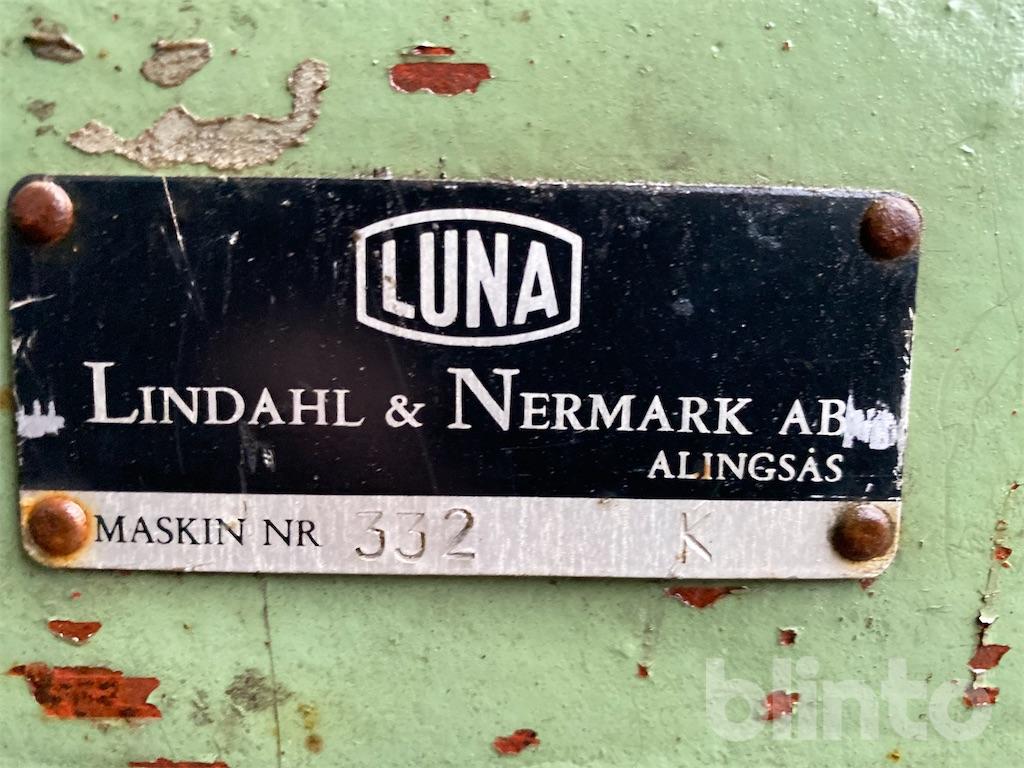 LUNA
LINDAHL & NERMARK AB
ALINGSÅS
MASKIN NR 332 K
blinto